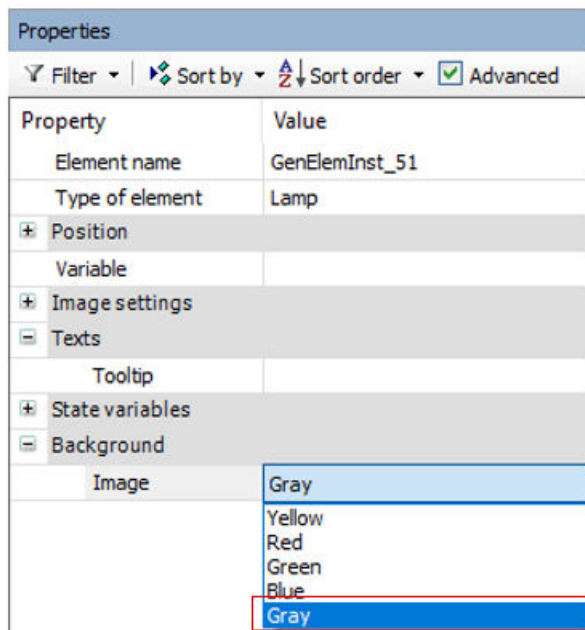 Properties
Filter Sort by Sort order Advanced
Property Value
Element name GenElemInst_51
Type of element Lamp
Position
Variable
Image settings
Texts
Tooltip
State variables
Background
Image Gray
Yellow
Red
Green
Blue
Gray